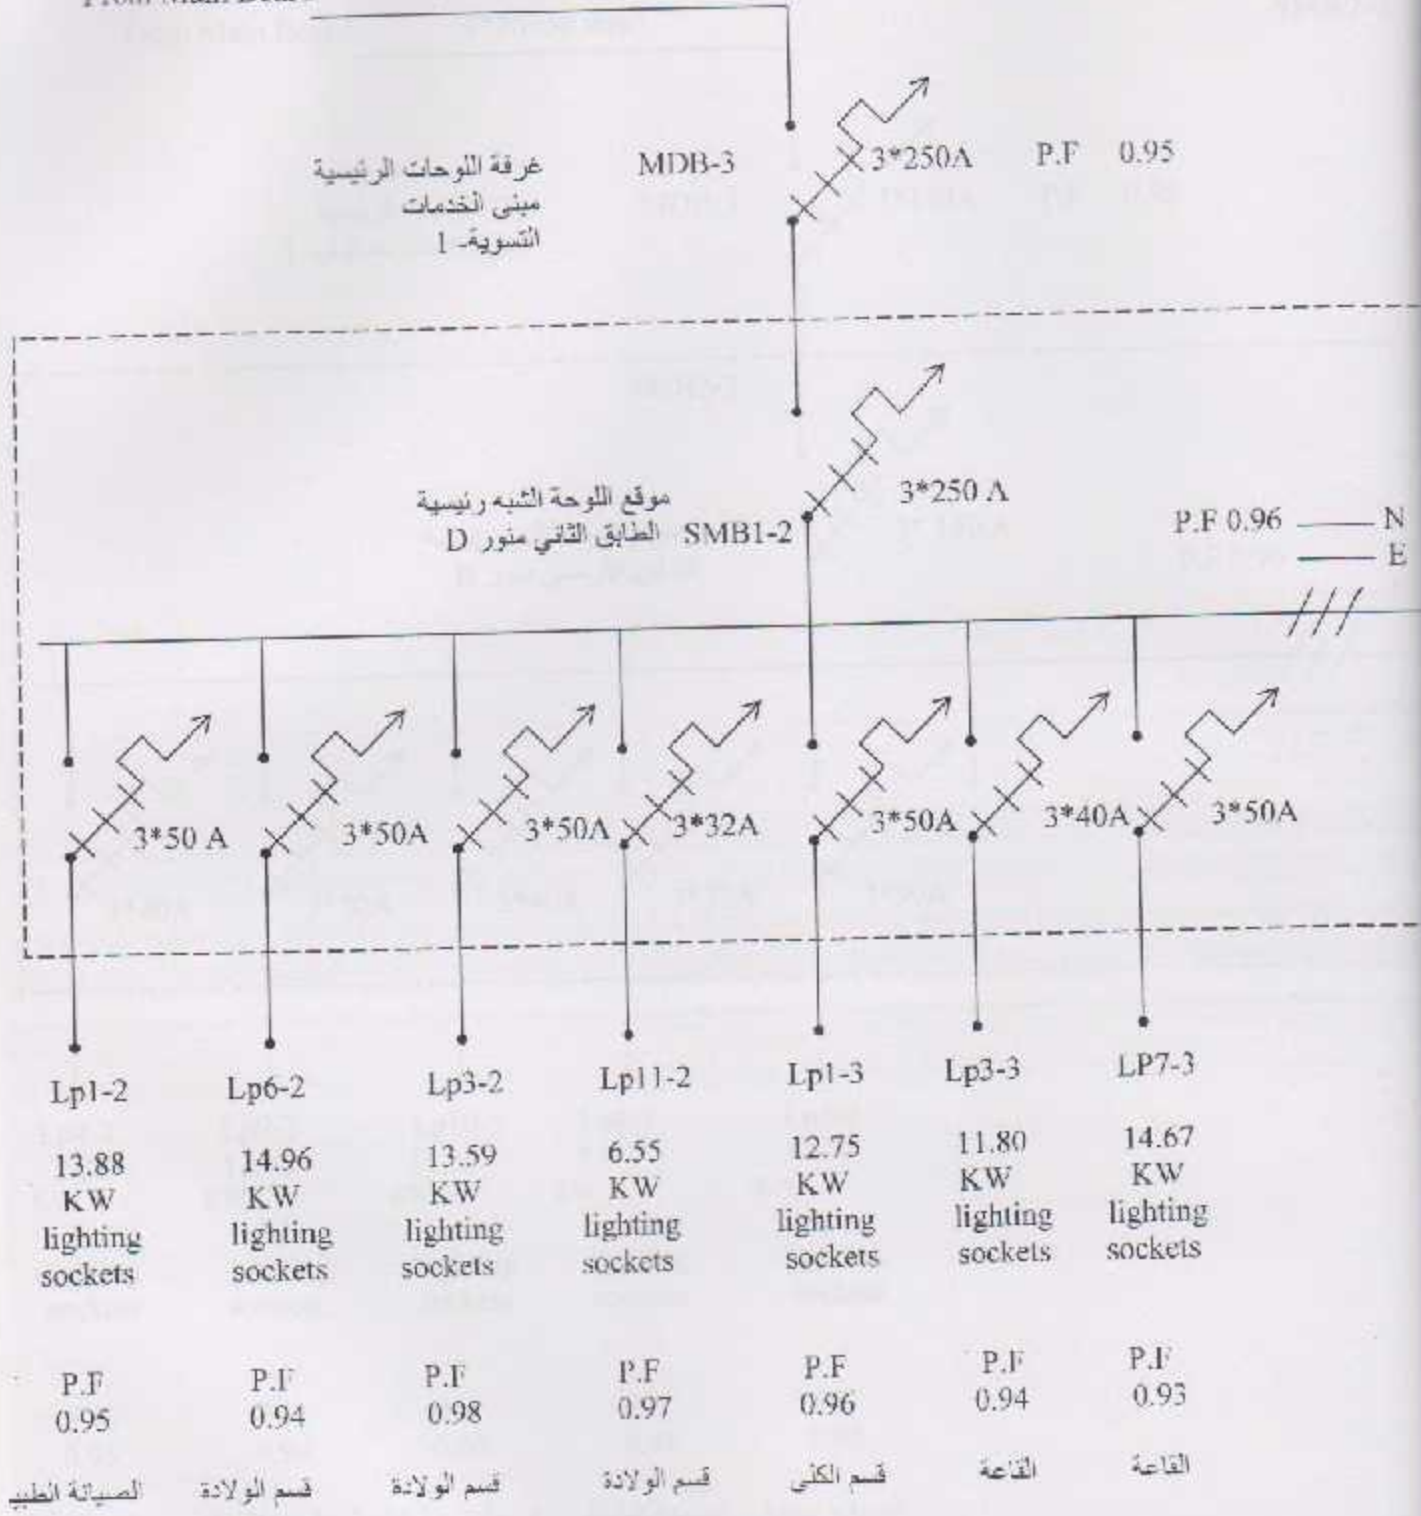 From Main Board
MDB-3
3*250A
P.F 0.95
غرفة اللوحات الرئيسية
مبنى الخدمات
التسوية- 1
3*250 A
موقع اللوحة الشبه رئيسية
الطابق الثاني منور D
SMB1-2
P.F 0.96
N
E
3*50 A
3*50A
3*50A
3*32A
3*50A
3*40A
3*50A
Lp1-2
Lp6-2
Lp3-2
Lp11-2
Lp1-3
Lp3-3
LP7-3
13.88
14.96
13.59
6.55
12.75
11.80
14.67
KW
KW
KW
KW
KW
KW
KW
lighting
lighting
lighting
lighting
lighting
lighting
lighting
sockets
sockets
sockets
sockets
sockets
sockets
sockets
P.F
P.F
P.F
P.F
P.F
P.F
P.F
0.95
0.94
0.98
0.97
0.96
0.94
0.93
الصيانة
قسم الولادة
قسم الولادة
قسم الولادة
قسم الكلى
القاعة
القاعة